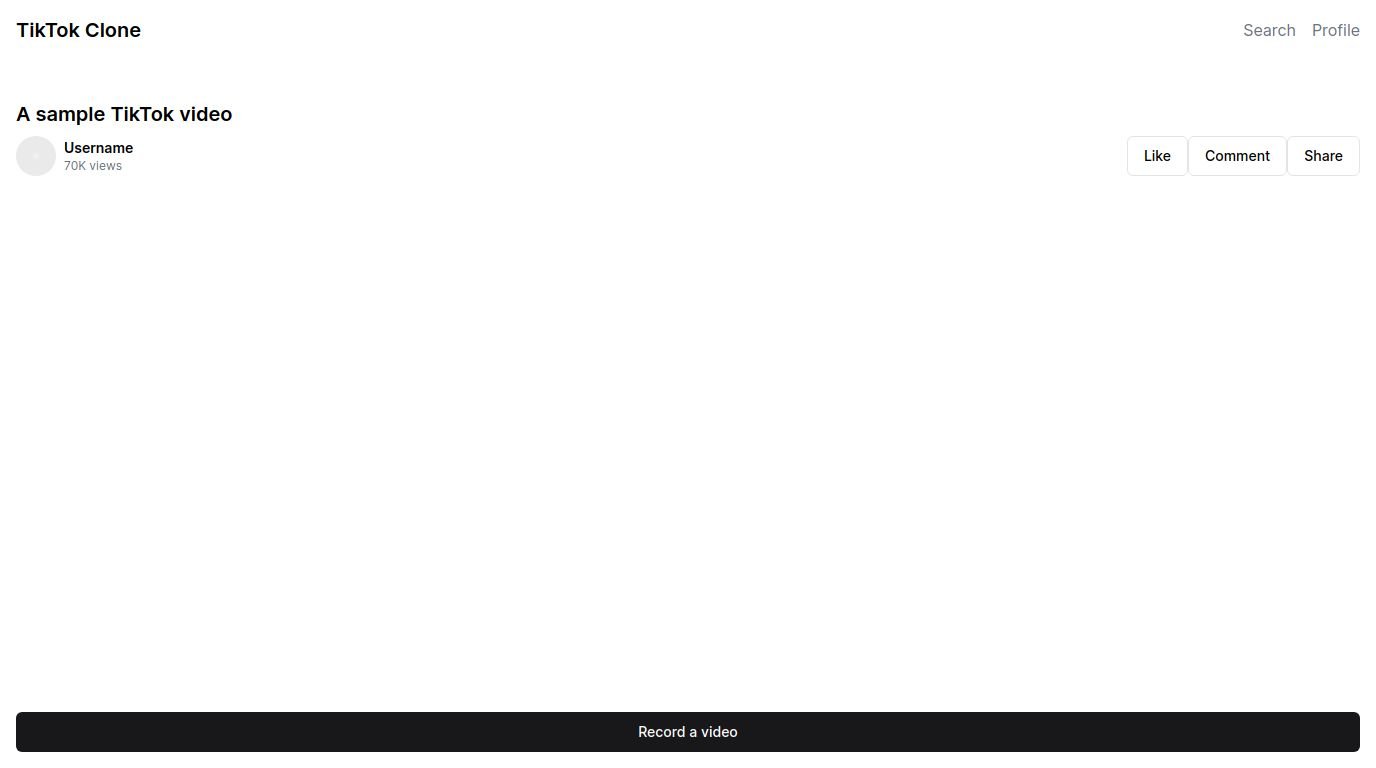 TikTok Clone
Search Profile
A sample TikTok video
Username
70K views
Like Comment Share
Record a video